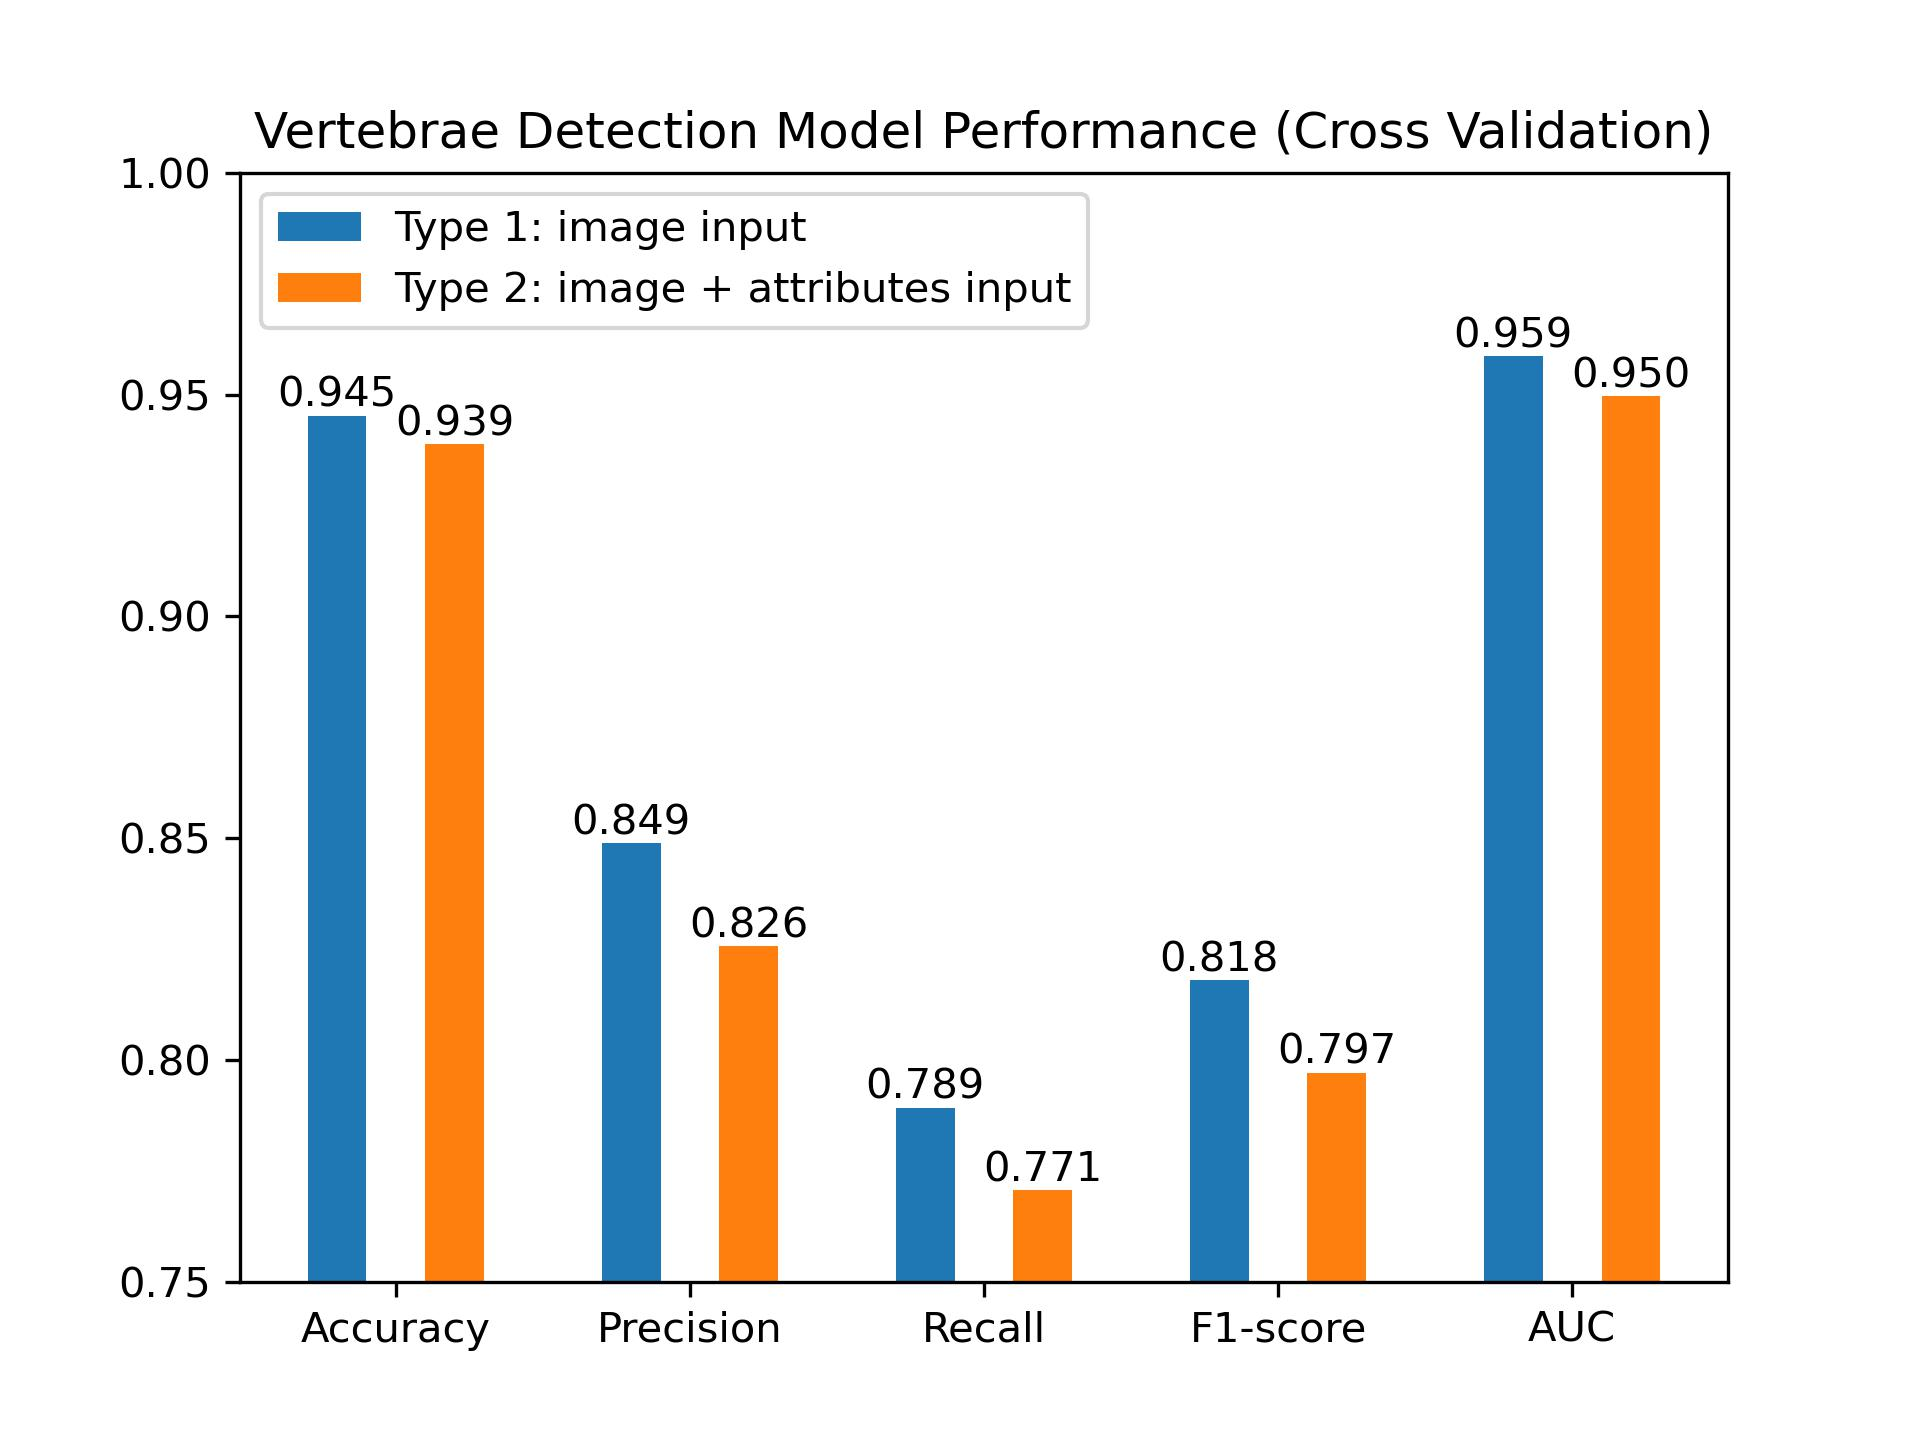 Vertebrae Detection Model Performance (Cross Validation)
1.00
0.95
0.90
0.85
0.80
0.75
Type 1: image input
Type 2: image + attributes input
0.945
0.939
0.849
0.826
0.789
0.771
0.818
0.797
0.959
0.950
Accuracy
Precision
Recall
F1-score
AUC